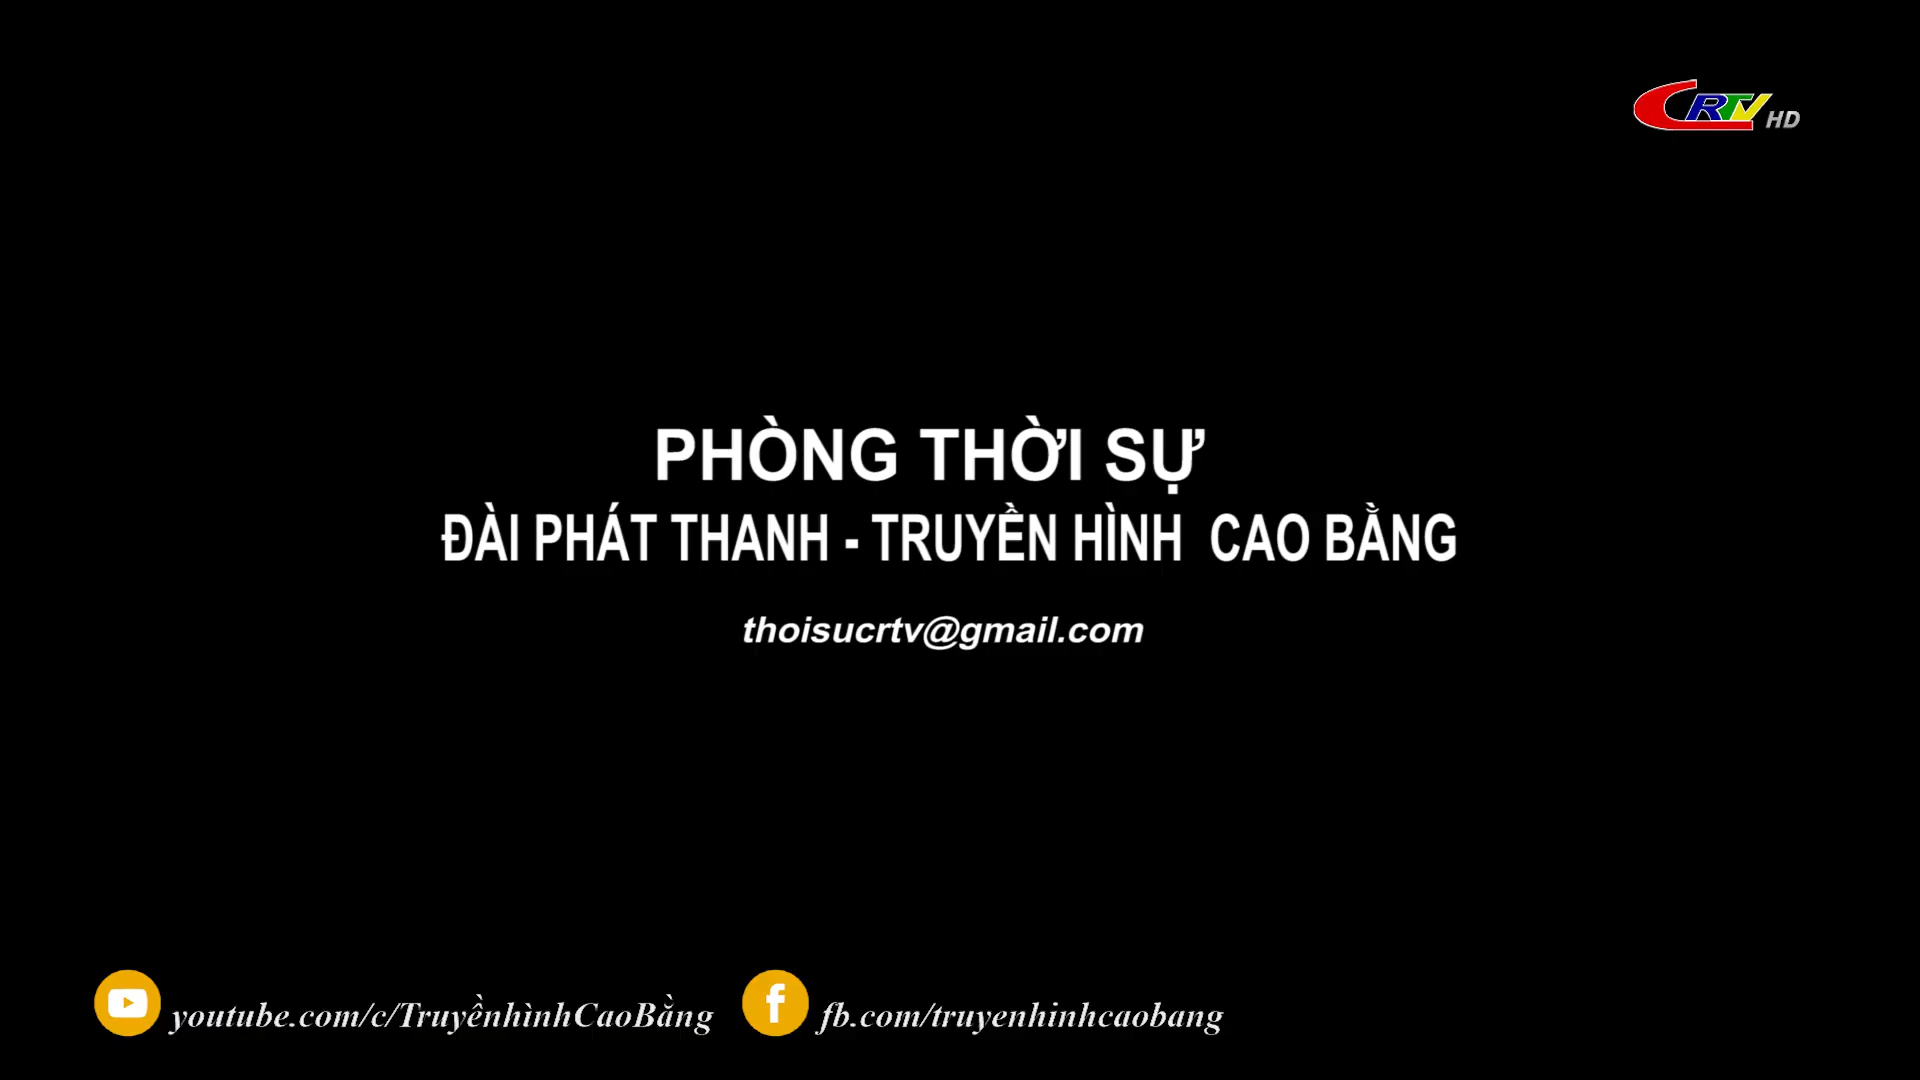 CRTV HD
PHÒNG THỜI SỰ
ĐÀI PHÁT THANH - TRUYỀN HÌNH CAO BẰNG
thoisucrtv@gmail.com
youtube.com/c/TruyềnhìnhCaoBằng
fb.com/truyenhinhcaobang